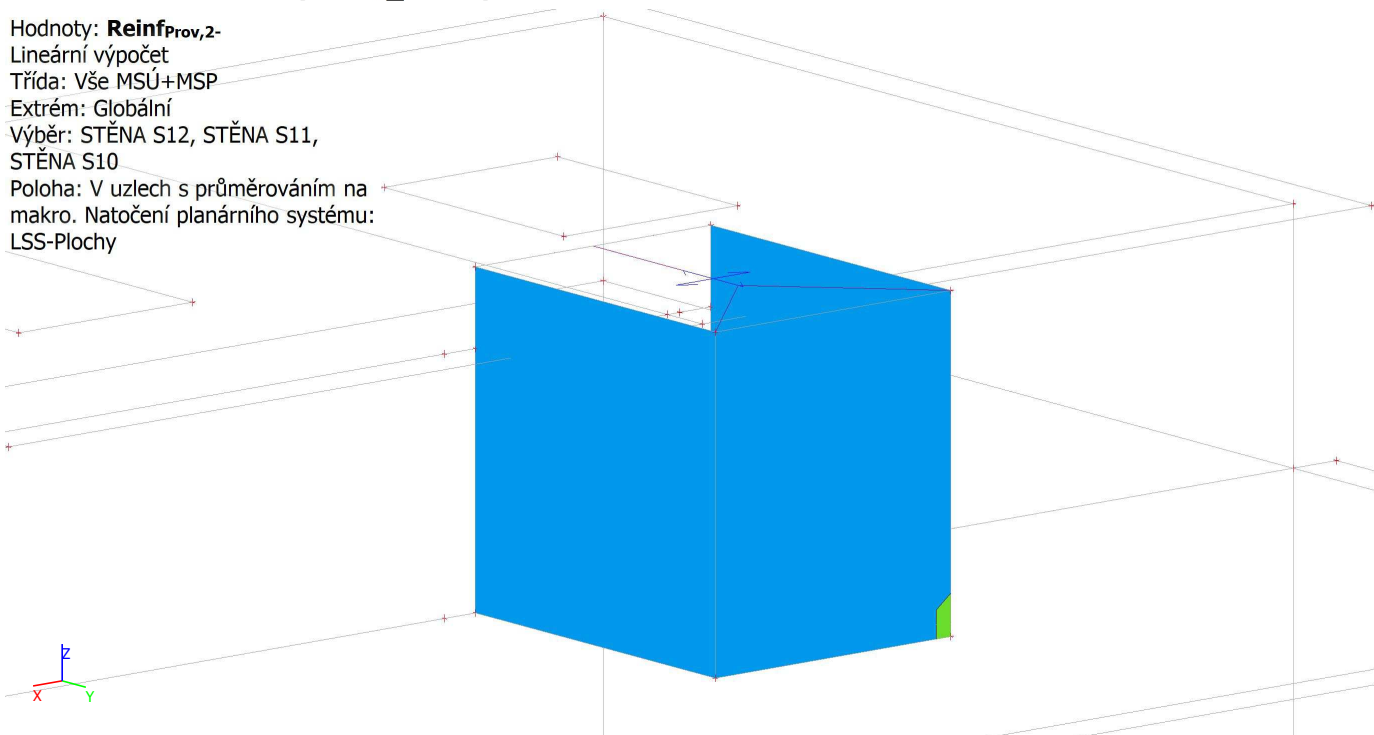 Hodnoty: ReinfProv,2-
Lineární výpočet
Třída: Vše MSÚ+MSP
Extrém: Globální
Výběr: STĚNA S12, STĚNA S11,
STĚNA S10
Poloha: V uzlech s průměrováním na
makro. Natočení planárního systému:
LSS-Plochy
Z
X
Y